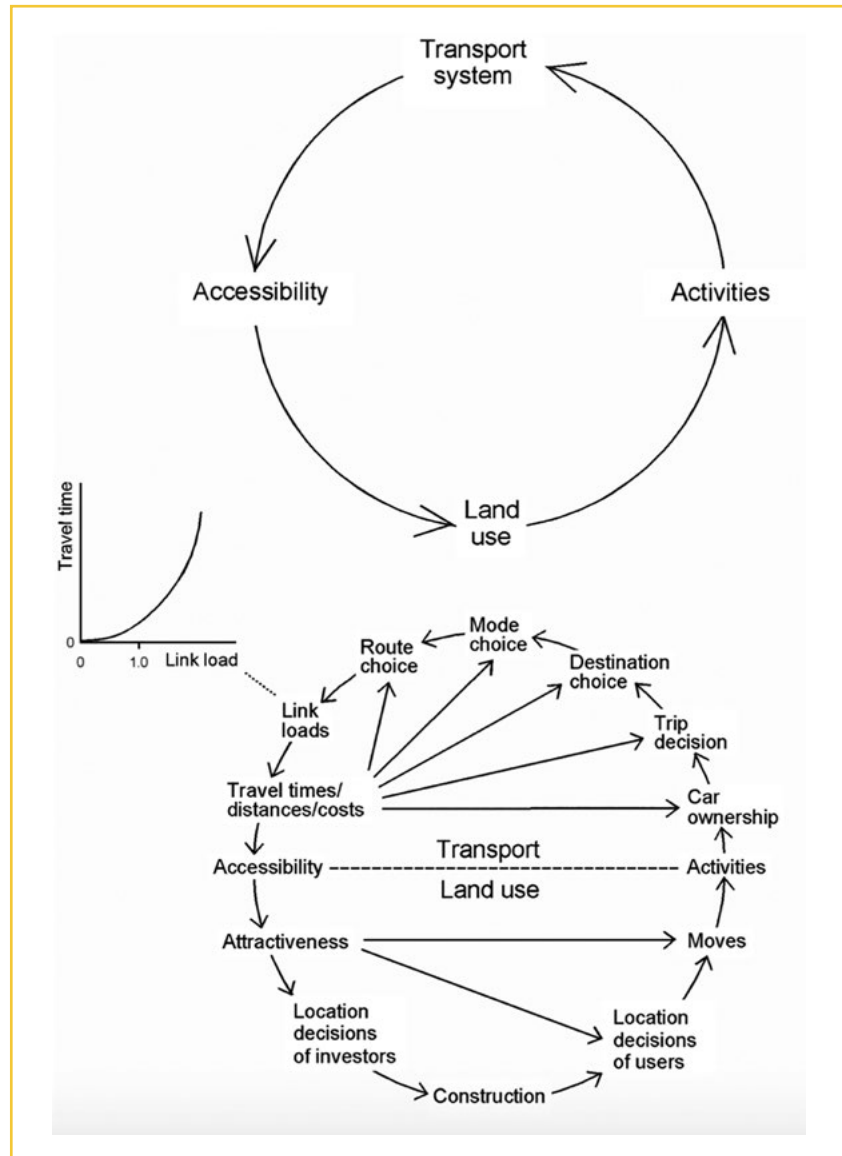 Transport
system
Accessibility
Activities
Land
use
Travel time
0
0
1.0
Link load
Mode
choice
Route
choice
Destination
choice
Link
loads
Trip
decision
Travel times/
distances/costs
Car
ownership
Transport
Accessibility
Activities
Land use
Attractiveness
Moves
Location
decisions
of investors
Location
decisions
of users
Construction